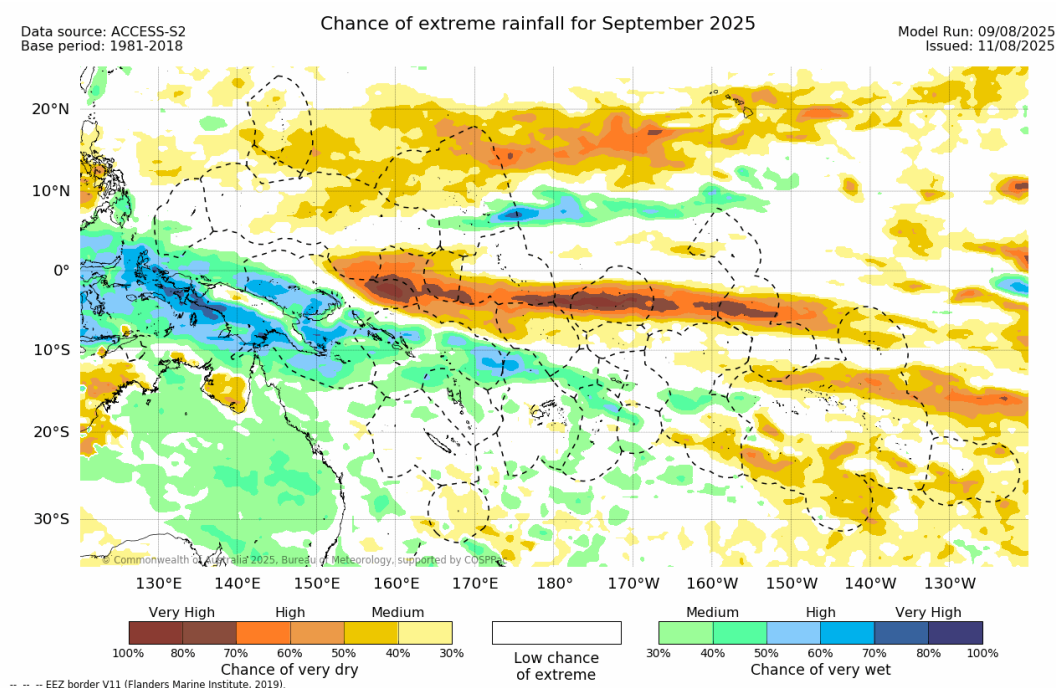 Chance of extreme rainfall for September 2025
Data source: ACCESS-S2
Base period: 1981-2018
Model Run: 09/08/2025
Issued: 11/08/2025
20°N
10°N
0°
10°S
20°S
30°S
© Commonwealth of Australia 2025, Bureau of Meteorology, supported by COSPPac
130°E 140°E 150°E 160°E 170°E 180° 170°W 160°W 150°W 140°W 130°W
Very High High Medium
100% 80% 70% 60% 50% 40% 30%
Chance of very dry
Low chance
of extreme
Medium High Very High
30% 40% 50% 60% 70% 80% 100%
Chance of very wet
-- -- -- EEZ border V11 (Flanders Marine Institute, 2019).